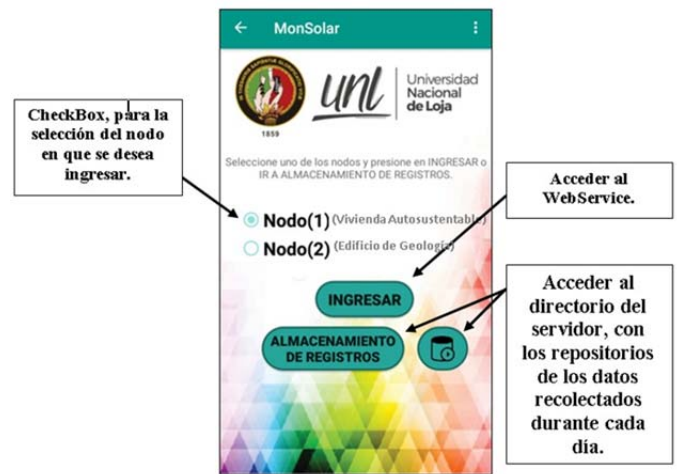 ← MonSolar
1859
unl
Universidad
Nacional
de Loja
CheckBox, para la
selección del nodo
en que se desea
ingresar.
Seleccione uno de los nodos y presione en INGRESAR o
IR A ALMACENAMIENTO DE REGISTROS.
Acceder al
WebService.
Nodo(1) (Vivienda Autosustentable)
Nodo(2) (Edificio de Geología)
INGRESAR
ALMACENAMIENTO
DE REGISTROS
Acceder al
directorio del
servidor, con
los repositorios
de los datos
recolectados
durante cada
día.